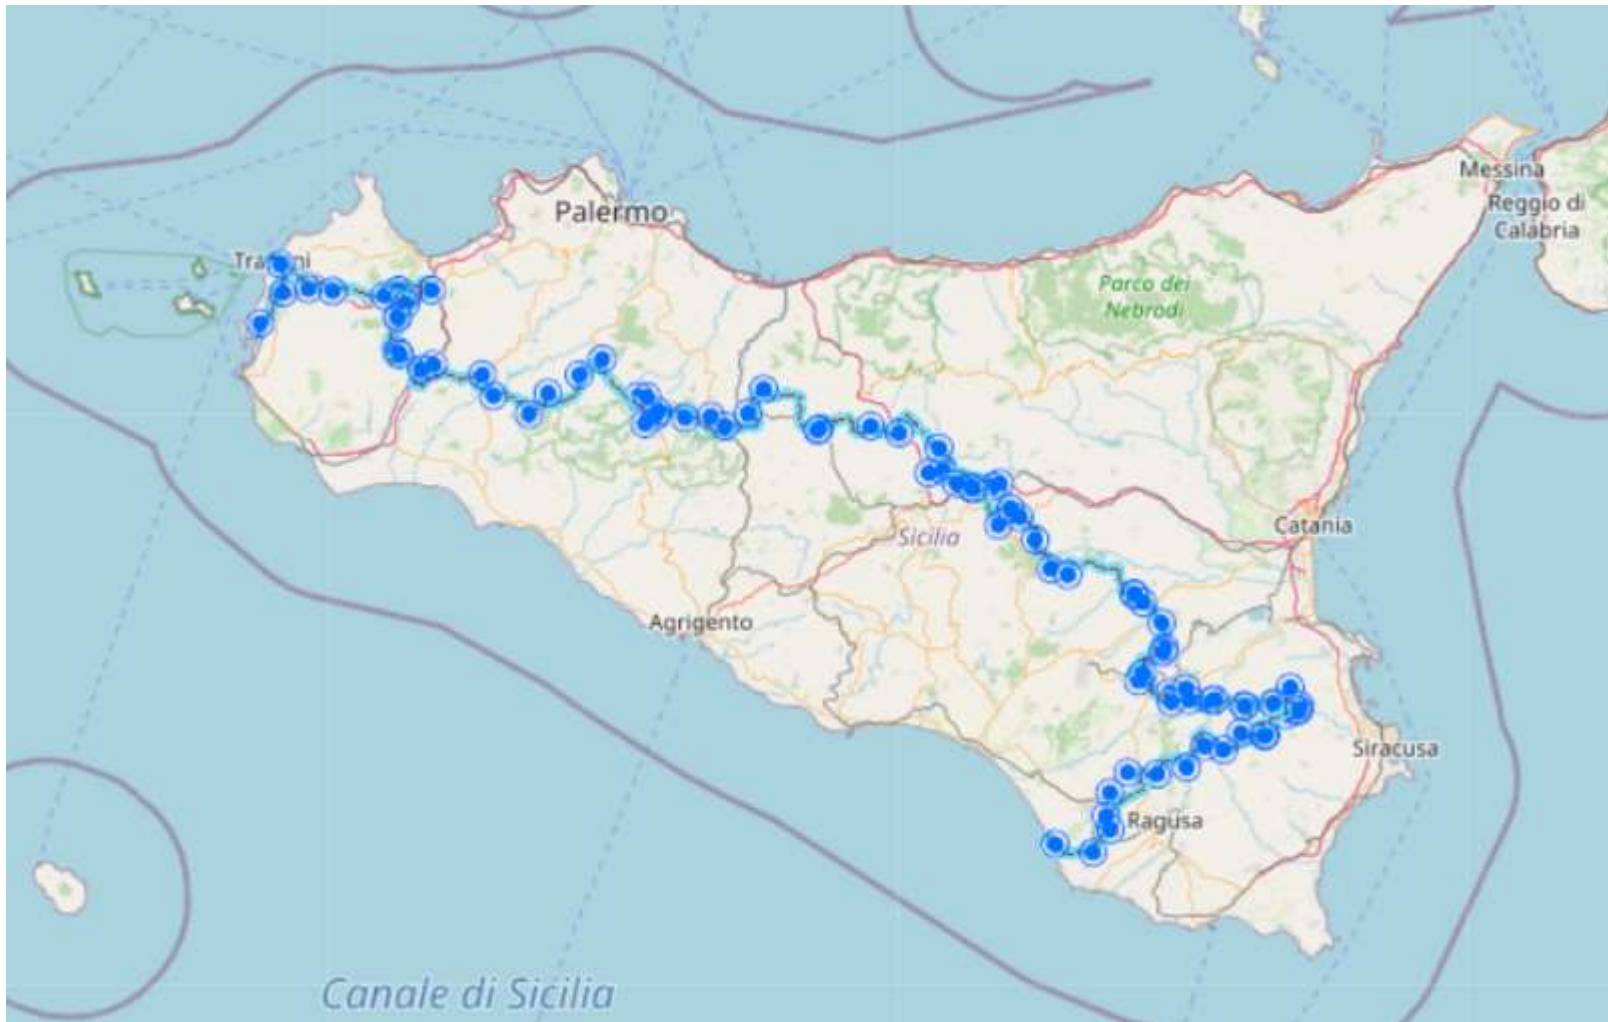 Messina
Reggio di
Calabria
Palermo
Parco dei
Nebrodi
Sicilia
Catania
Agrigento
Siracusa
Ragusa
Canale di Sicilia